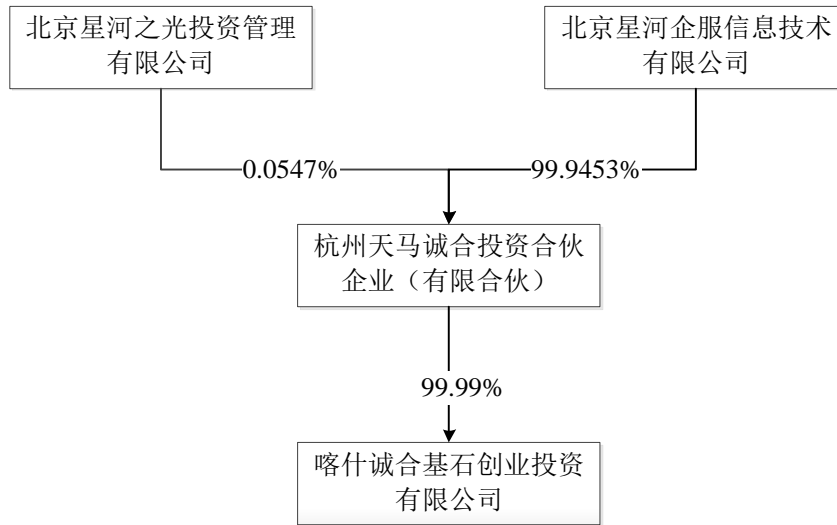 北京星河之光投资管理
有限公司
北京星河企服信息技术
有限公司
0.0547%
99.9453%
杭州天马诚合投资合伙
企业（有限合伙）
99.99%
喀什诚合基石创业投资
有限公司